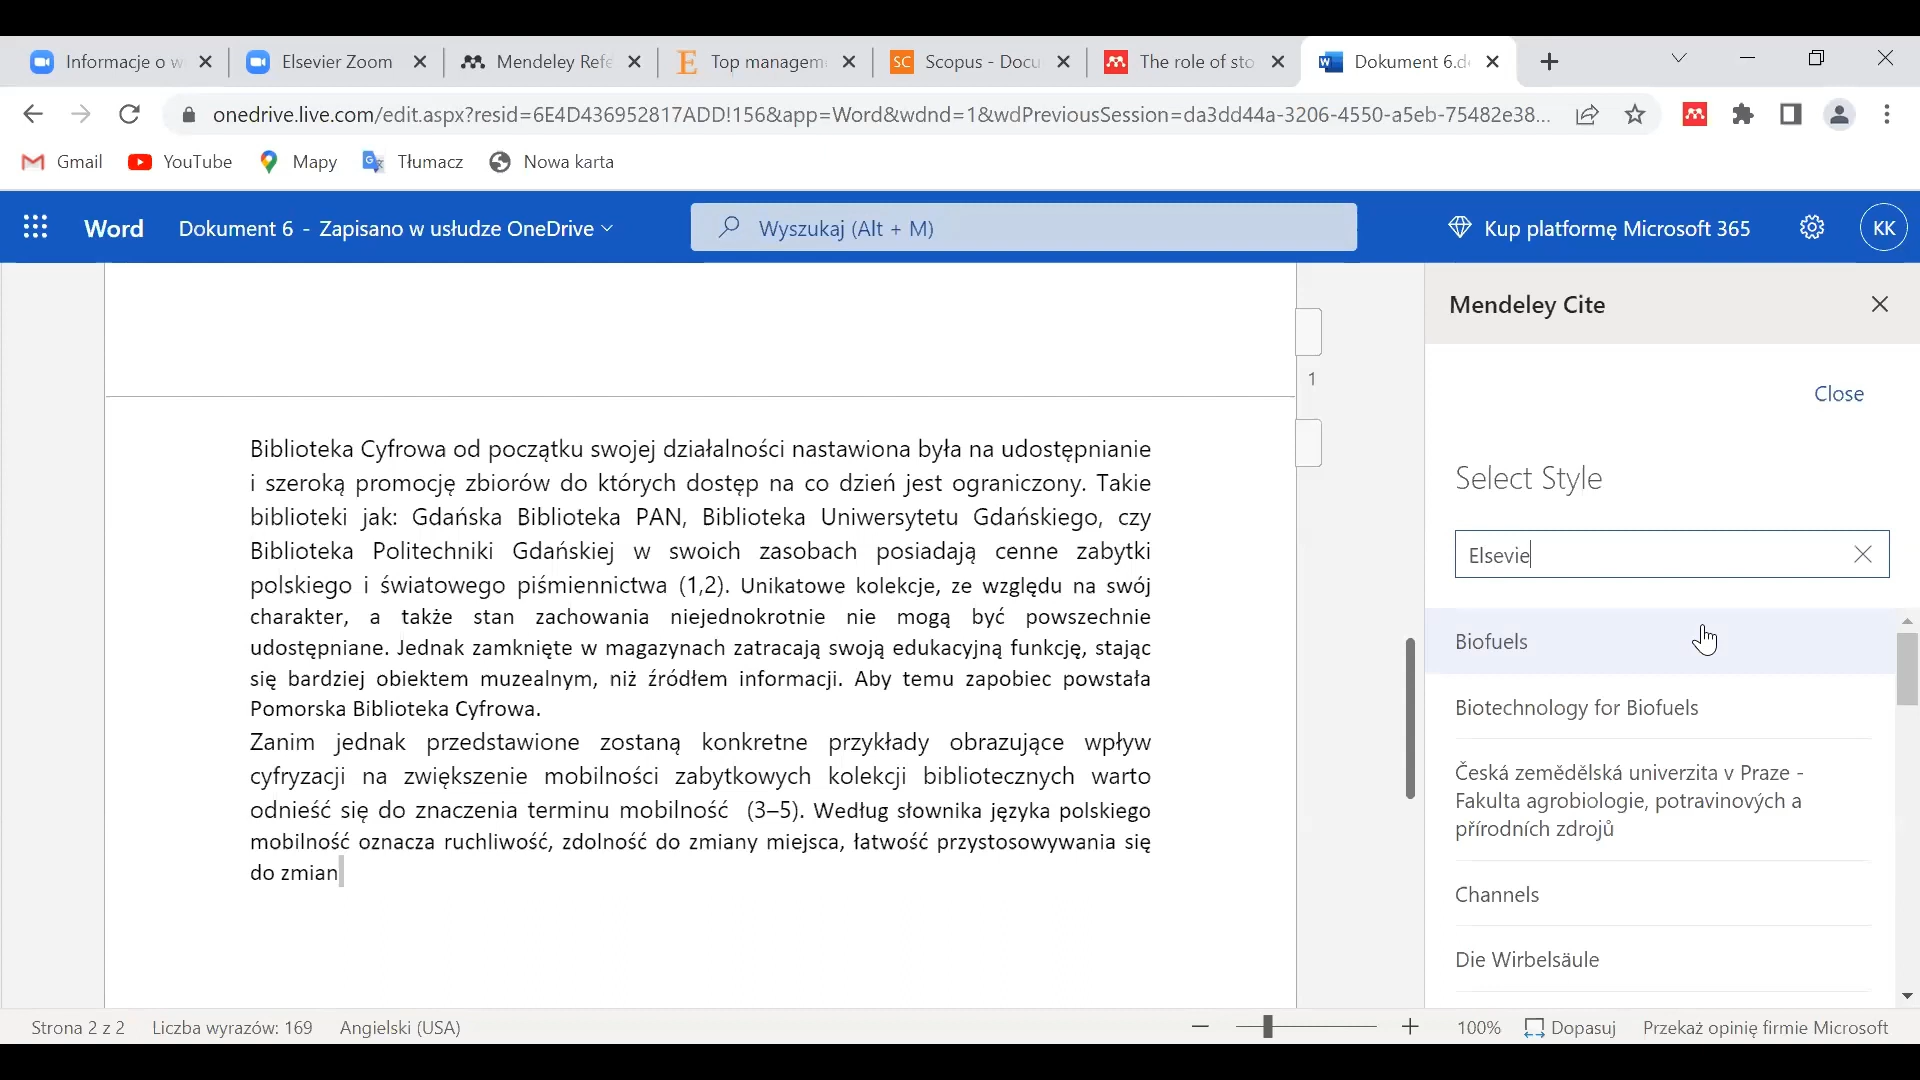 Informacje o w
Elsevier Zoom
Mendeley Refe
Top managem
Scopus - Docu
The role of sto
Dokument 6.d
onedrive.live.com/edit.aspx?resid=6E4D436952817ADD!156&app=Word&wdnd=1&wdPreviousSession=da3dd44a-3206-4550-a5eb-75482e38...
Gmail
YouTube
Mapy
Tłumacz
Nowa karta
Word
Dokument 6 - Zapisano w usłudze OneDrive
Wyszukaj (Alt + M)
Kup platformę Microsoft 365
KK
Mendeley Cite
1
Close
Biblioteka Cyfrowa od początku swojej działalności nastawiona była na udostępnianie
i szeroką promocję zbiorów do których dostęp na co dzień jest ograniczony. Takie
biblioteki jak: Gdańska Biblioteka PAN, Biblioteka Uniwersytetu Gdańskiego, czy
Biblioteka Politechniki Gdańskiej w swoich zasobach posiadają cenne zabytki
polskiego i światowego piśmiennictwa (1,2). Unikatowe kolekcje, ze względu na swój
charakter, a także stan zachowania niejednokrotnie nie mogą być powszechnie
udostępniane. Jednak zamknięte w magazynach zatracają swoją edukacyjną funkcję, stając
się bardziej obiektem muzealnym, niż źródłem informacji. Aby temu zapobiec powstała
Pomorska Biblioteka Cyfrowa.
Zanim jednak przedstawione zostaną konkretne przykłady obrazujące wpływ
cyfryzacji na zwiększenie mobilności zabytkowych kolekcji bibliotecznych warto
odnieść się do znaczenia terminu mobilność (3–5). Według słownika języka polskiego
mobilność oznacza ruchliwość, zdolność do zmiany miejsca, łatwość przystosowywania się
do zmian
Select Style
Elsevie
Biofuels
Biotechnology for Biofuels
Česká zemědělská univerzita v Praze -
Fakulta agrobiologie, potravinových a
přírodních zdrojů
Channels
Die Wirbelsäule
Strona 2 z 2
Liczba wyrazów: 169
Angielski (USA)
100%
Dopasuj
Przekaż opinię firmie Microsoft